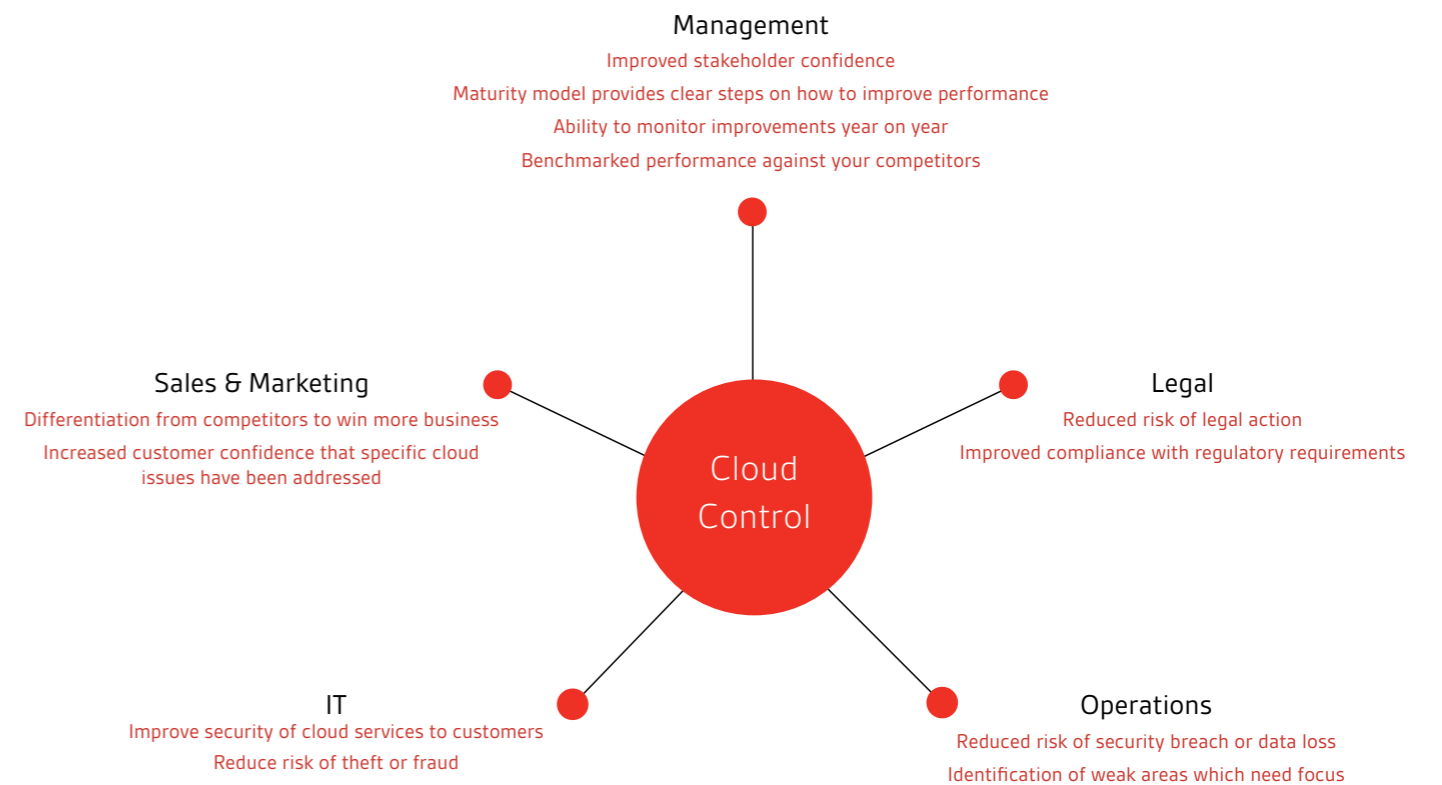 Management
Improved stakeholder confidence
Maturity model provides clear steps on how to improve performance
Ability to monitor improvements year on year
Benchmarked performance against your competitors
Sales & Marketing
Differentiation from competitors to win more business
Increased customer confidence that specific cloud
issues have been addressed
Legal
Reduced risk of legal action
Improved compliance with regulatory requirements
Cloud
Control
IT
Improve security of cloud services to customers
Reduce risk of theft or fraud
Operations
Reduced risk of security breach or data loss
Identification of weak areas which need focus